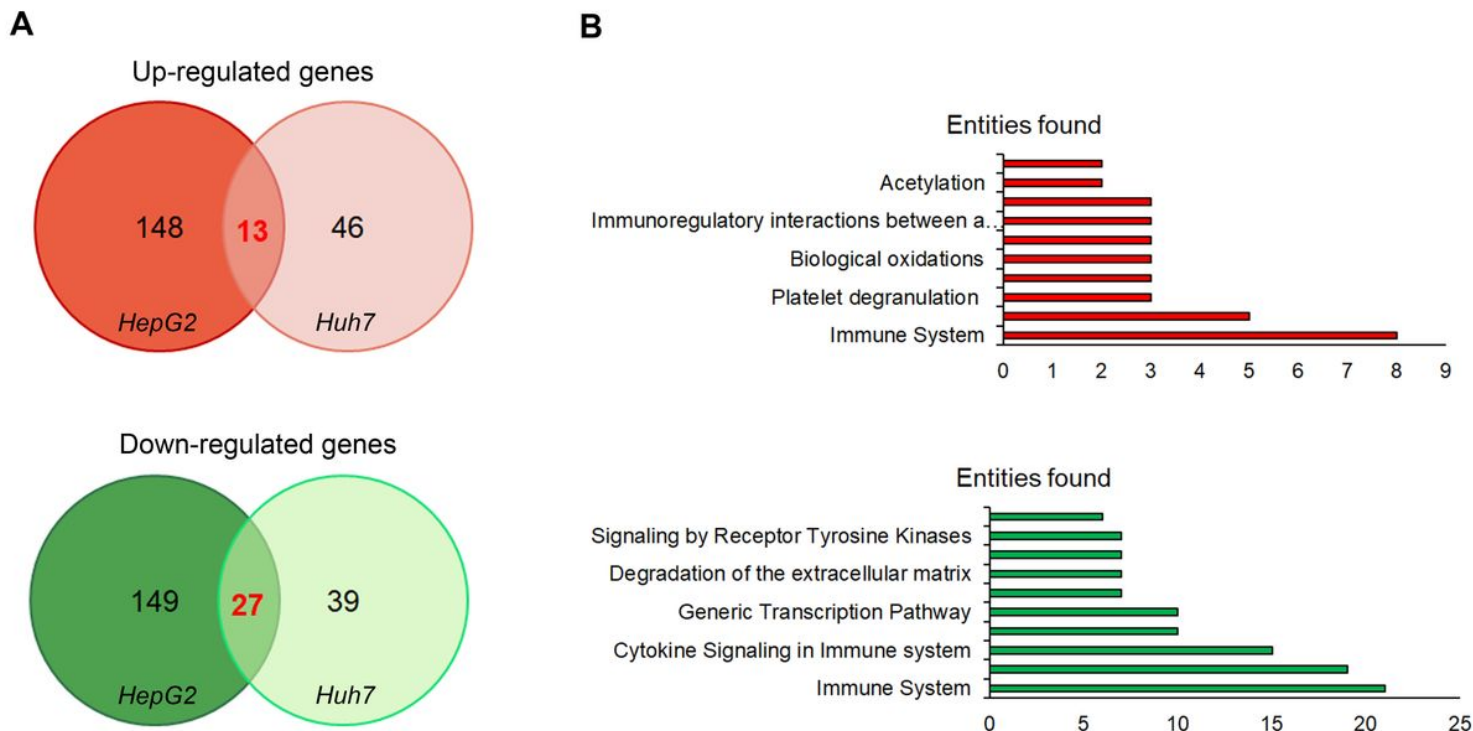 A
Up-regulated genes
148
13
46
HepG2
Huh7
Down-regulated genes
149
27
39
HepG2
Huh7
B
Entities found
Acetylation
Immunoregulatory interactions between a…
Biological oxidations
Platelet degranulation
Immune System
0 1 2 3 4 5 6 7 8 9
Entities found
Signaling by Receptor Tyrosine Kinases
Degradation of the extracellular matrix
Generic Transcription Pathway
Cytokine Signaling in Immune system
Immune System
0 5 10 15 20 25